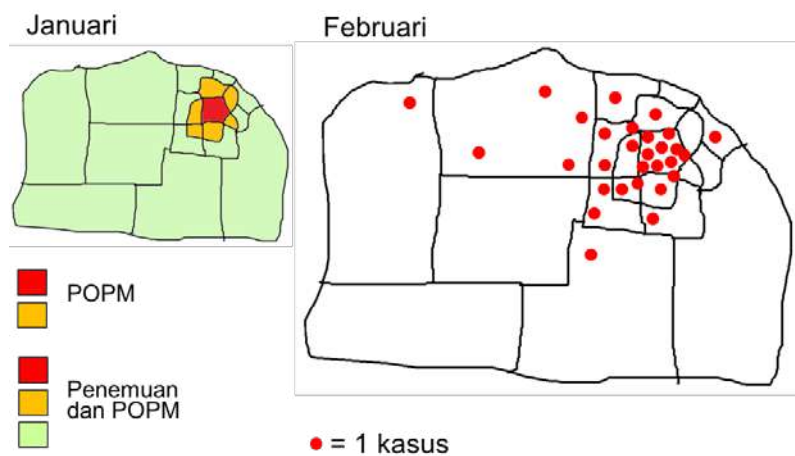 Januari
Februari
POPM
Penemuan
dan POPM
= 1 kasus